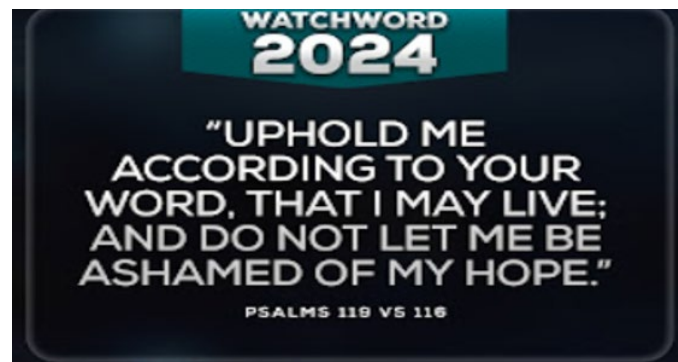 WATCHWORD
2024
“UPHOLD ME
ACCORDING TO YOUR
WORD, THAT I MAY LIVE;
AND DO NOT LET ME BE
ASHAMED OF MY HOPE.”
PSALMS 119 VS 116